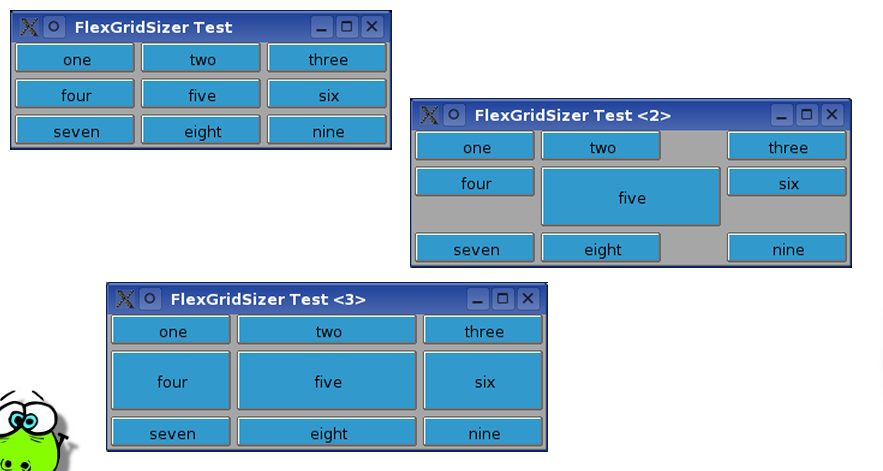 FlexGridSizer Test
one two three
four five six
seven eight nine
FlexGridSizer Test <2>
one two three
four five six
seven eight nine
FlexGridSizer Test <3>
one two three
four five six
seven eight nine